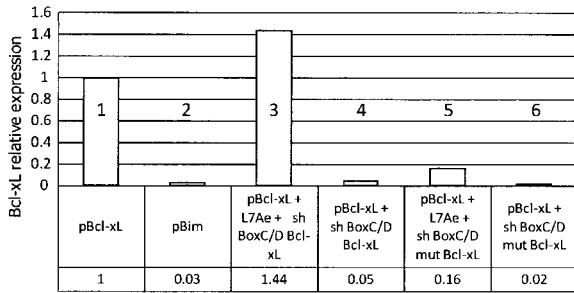 Bcl-xL relative expression
1.6
1.4
1.2
1
0.8
0.6
0.4
0.2
0
1
2
3
4
5
6
pBcl-xL
pBim
pBcl-xL +
L7Ae + sh
BoxC/D Bcl-
xL
pBcl-xL +
sh BoxC/D
Bcl-xL
pBcl-xL +
L7Ae +
sh BoxC/D
mut Bcl-xL
pBcl-xL +
sh BoxC/D
mut Bcl-xL
1
0.03
1.44
0.05
0.16
0.02